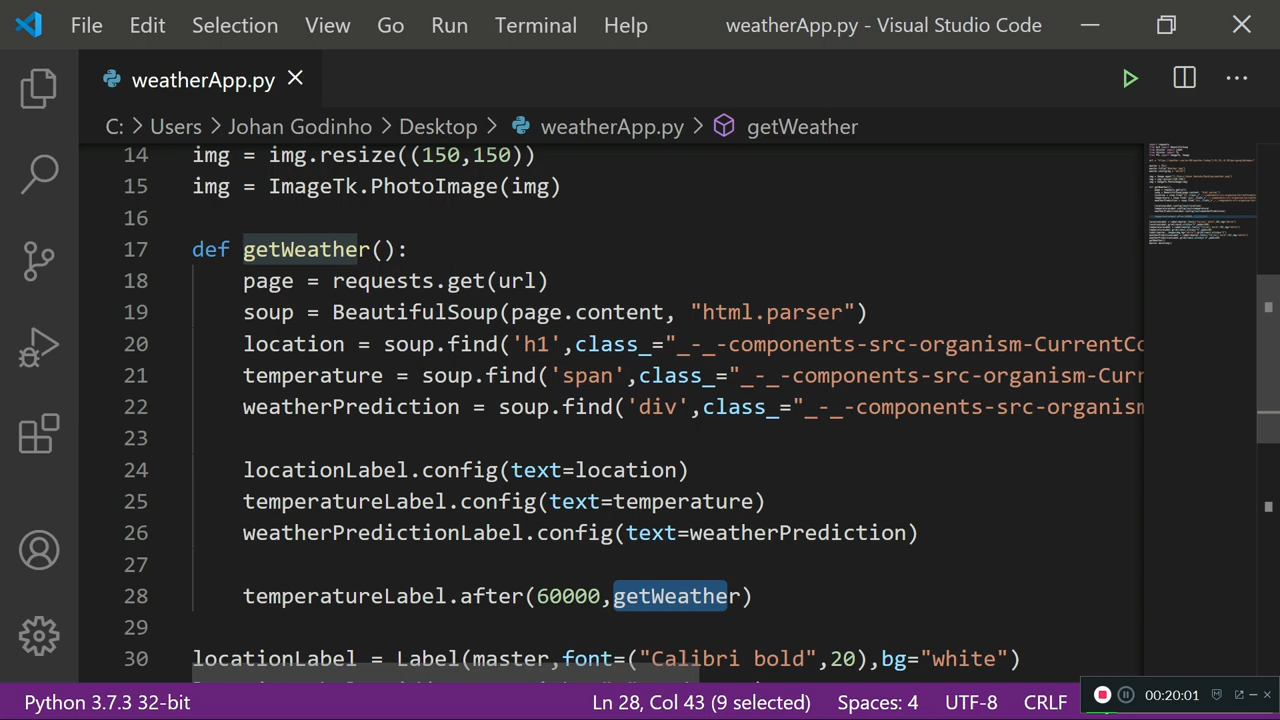 File Edit Selection View Go Run Terminal Help weatherApp.py - Visual Studio Code
weatherApp.py
C: > Users > Johan Godinho > Desktop > weatherApp.py > getWeather
14 img = img.resize((150,150))
15 img = ImageTk.PhotoImage(img)
16
17 def getWeather():
18 page = requests.get(url)
19 soup = BeautifulSoup(page.content, "html.parser")
20 location = soup.find('h1',class_="_-_-components-src-organism-CurrentCo
21 temperature = soup.find('span',class_="_-_-components-src-organism-Curr
22 weatherPrediction = soup.find('div',class_="_-_-components-src-organism
23
24 locationLabel.config(text=location)
25 temperatureLabel.config(text=temperature)
26 weatherPredictionLabel.config(text=weatherPrediction)
27
28 temperatureLabel.after(60000,getWeather)
29
30 locationLabel = Label(master,font=("Calibri bold",20),bg="white")
Python 3.7.3 32-bit Ln 28, Col 43 (9 selected) Spaces: 4 UTF-8 CRLF 00:20:01